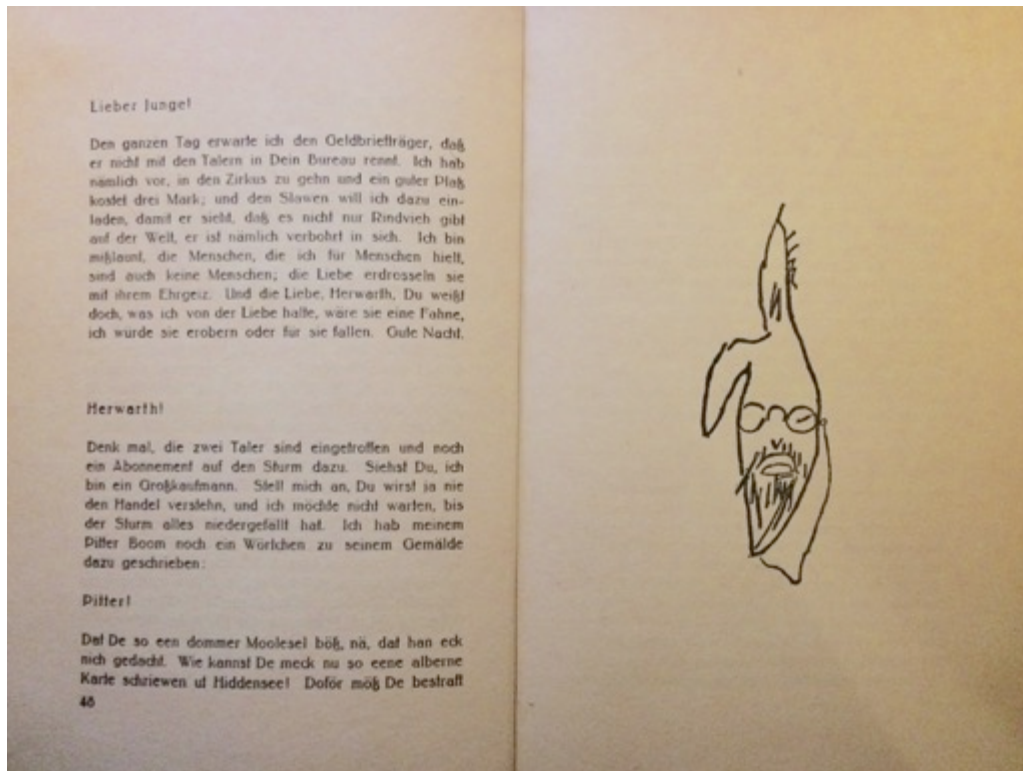 Lieber Junge!
Den ganzen Tag erwarte ich den Geldbriefträger, daß
er nicht mit den Talern in Dein Bureau rennt. Ich hab
nämlich vor, in den Zirkus zu gehn und ein guter Platz
kostet drei Mark; und den Slawen will ich dazu ein-
laden, damit er sieht, daß es nicht nur Rindvieh gibt
auf der Welt, er ist nämlich verbohrt in sich. Ich bin
mißlaunt, die Menschen, die ich für Menschen hielt,
sind auch keine Menschen; die Liebe erdrosseln sie
mit ihrem Ehrgeiz. Und die Liebe, Herwarth, Du weißt
doch, was ich von der Liebe halte, wäre sie eine Fahne,
ich würde sie erobern oder für sie fallen. Gute Nacht.
Herwarth!
Denk mal, die zwei Taler sind eingetroffen und noch
ein Abonnement auf den Sturm dazu. Siehst Du, ich
bin ein Großkaufmann. Stell mich an, Du wirst ja nie
den Handel verstehn, und ich möchte nicht warten, bis
der Sturm alles niedergefällt hat. Ich hab meinem
Pitter Boom noch ein Wörtchen zu seinem Gemälde
dazu geschrieben:
Pitter!
Dat De so een dommer Moolesel böß, nä, dat han eck
nich gedacht. Wie kannst De meck nu so eene alberne
Karte schriewen uf Hiddensee! Doför möß De bestraft
48